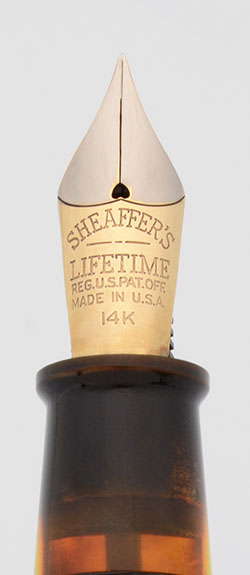 SHEAFFER'S
LIFETIME
REG.U.S.PAT.OFF.
MADE IN U.S.A.
14K